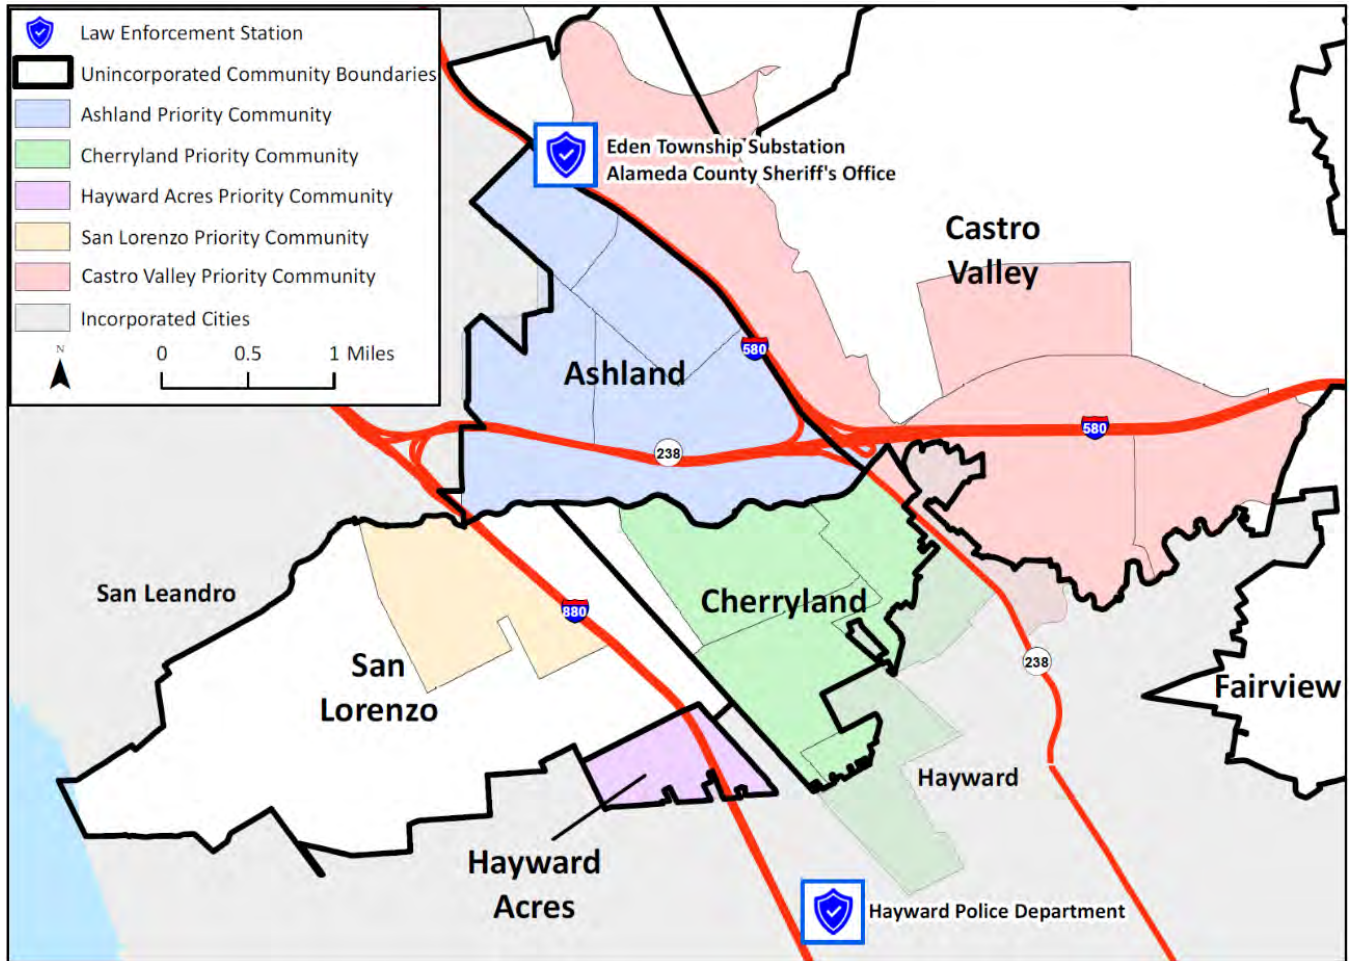 Law Enforcement Station
Unincorporated Community Boundaries
Ashland Priority Community
Cherryland Priority Community
Hayward Acres Priority Community
San Lorenzo Priority Community
Castro Valley Priority Community
Incorporated Cities
N
0 0.5 1 Miles
Eden Township Substation
Alameda County Sheriff's Office
Castro
Valley
580
Ashland
580
238
San Leandro
880
Cherryland
San
Lorenzo
238
Fairview
Hayward
Hayward
Acres
Hayward Police Department